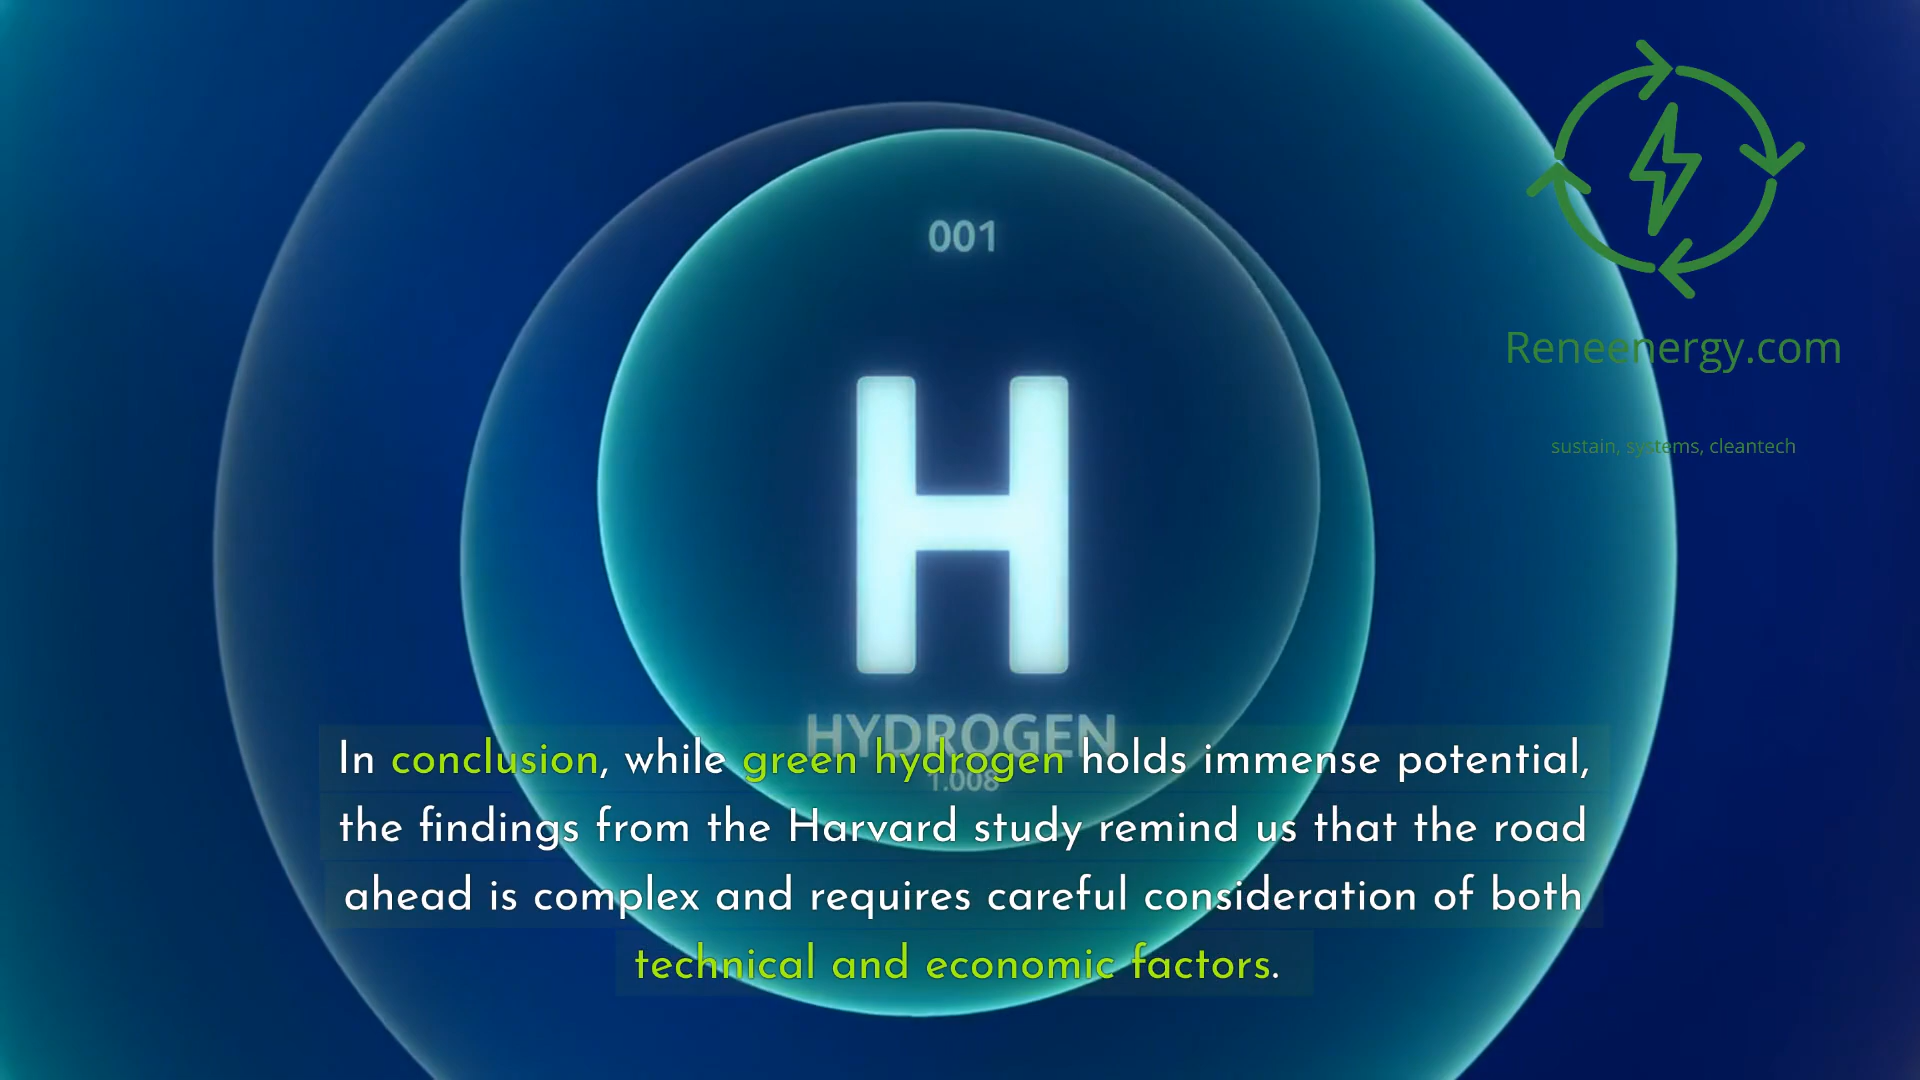 001
H
HYDROGEN
1.008
Reneenergy.com
sustain, systems, cleantech
In conclusion, while green hydrogen holds immense potential,
the findings from the Harvard study remind us that the road
ahead is complex and requires careful consideration of both
technical and economic factors.